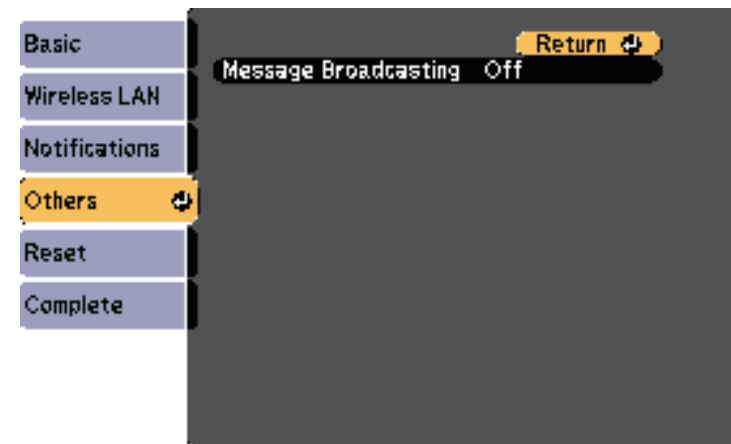 Basic
Wireless LAN
Notifications
Others
Reset
Complete
Return
Message Broadcasting Off